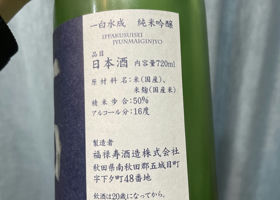 一白水成 純米吟醸
IPPAKUSUISEI
JYUNMAIGINJYO
品目
日本酒 内容量720ml
原材料名:米(国産)、
米麹(国産米)
精米歩合:50%
アルコール分:16度
製造者
福禄寿酒造株式会社
秋田県南秋田郡五城目町
字下夕町48番地
飲酒は20歳になってから。